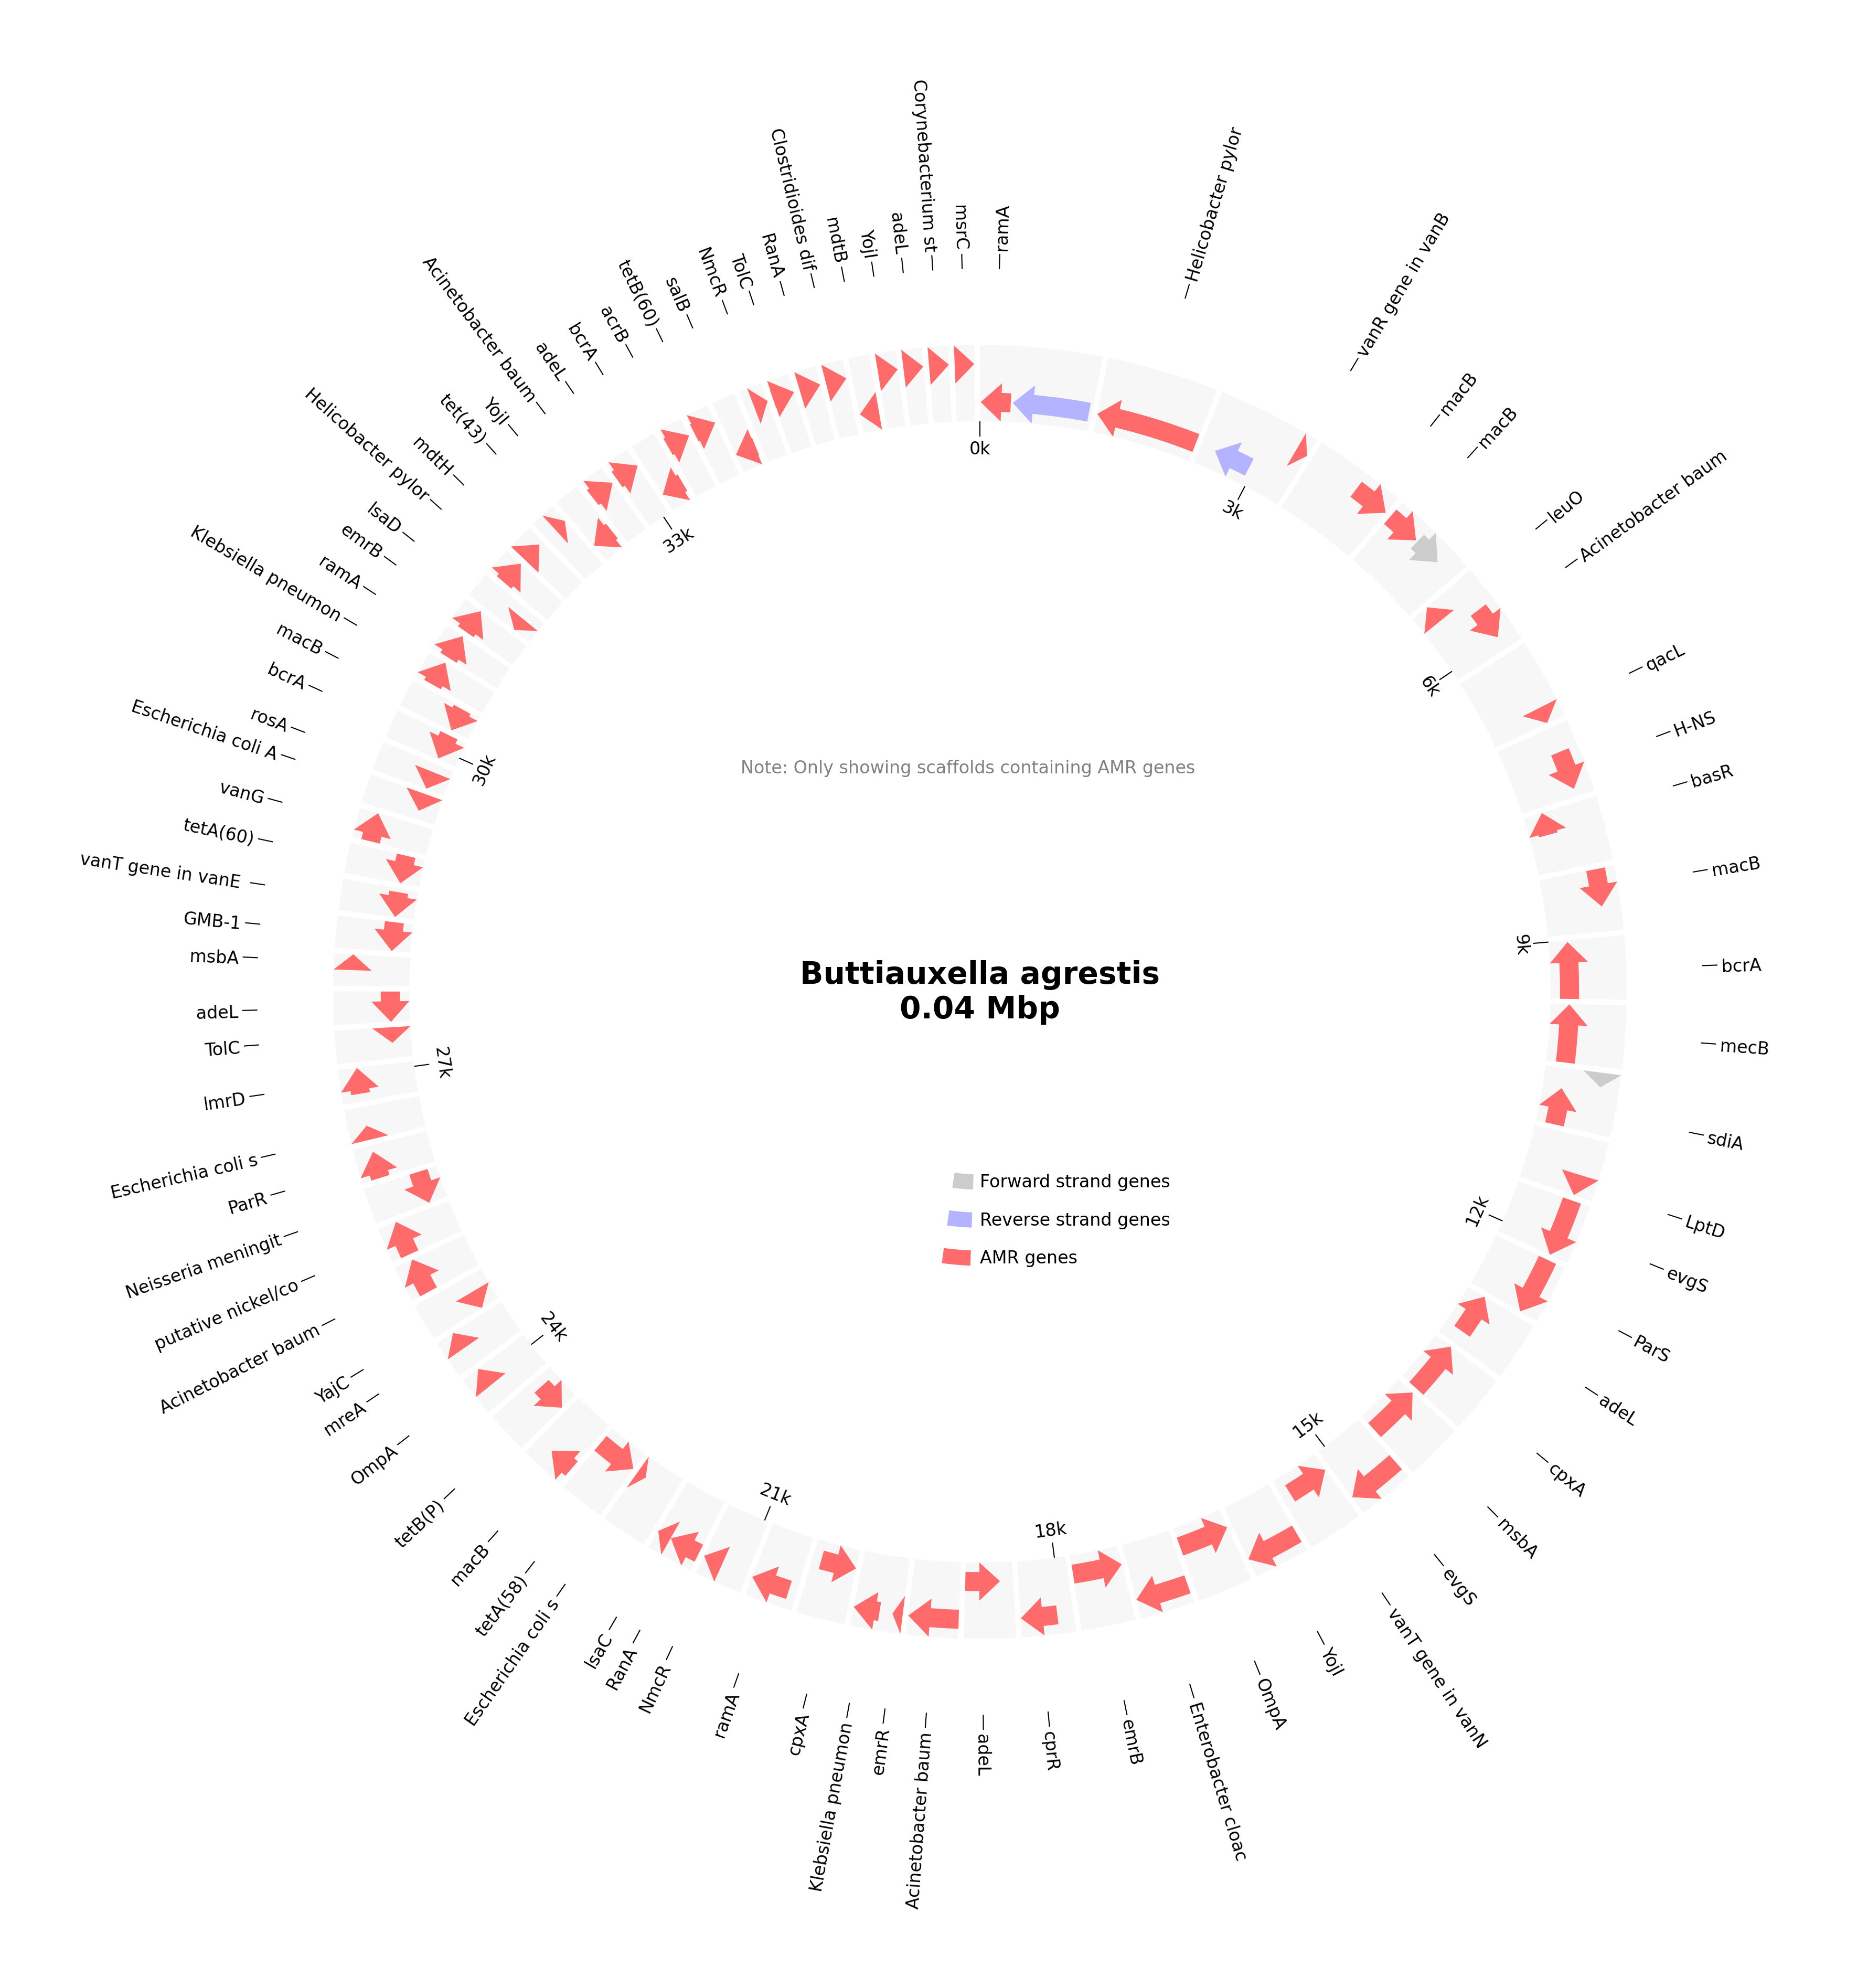 Buttiauxella agrestis
0.04 Mbp
Note: Only showing scaffolds containing AMR genes
Forward strand genes
Reverse strand genes
AMR genes
0k
3k
6k
9k
12k
15k
18k
21k
24k
27k
30k
33k
ramA
Helicobacter pylor
vanR gene in vanB
macB
macB
leuO
Acinetobacter baum
qacL
H-NS
basR
macB
bcrA
mecB
sdiA
LptD
evgS
ParS
adeL
cpxA
msbA
evgS
vanT gene in vanN
YojI
OmpA
Enterobacter cloac
emrB
cprR
adeL
Acinetobacter baum
emrR
Klebsiella pneumon
cpxA
ramA
NmcR
RanA
lsaC
Escherichia coli s
tetA(58)
macB
tetB(P)
OmpA
mreA
YajC
Acinetobacter baum
putative nickel/co
Neisseria meningit
ParR
Escherichia coli s
lmrD
TolC
adeL
msbA
GMB-1
vanT gene in vanE
tetA(60)
vanG
Escherichia coli A
rosA
bcrA
macB
Klebsiella pneumon
ramA
emrB
lsaD
Helicobacter pylor
mdtH
tet(43)
YojI
Acinetobacter baum
adeL
bcrA
acrB
tetB(60)
salB
NmcR
TolC
RanA
Clostridioides dif
mdtB
YojI
adeL
Corynebacterium st
msrC